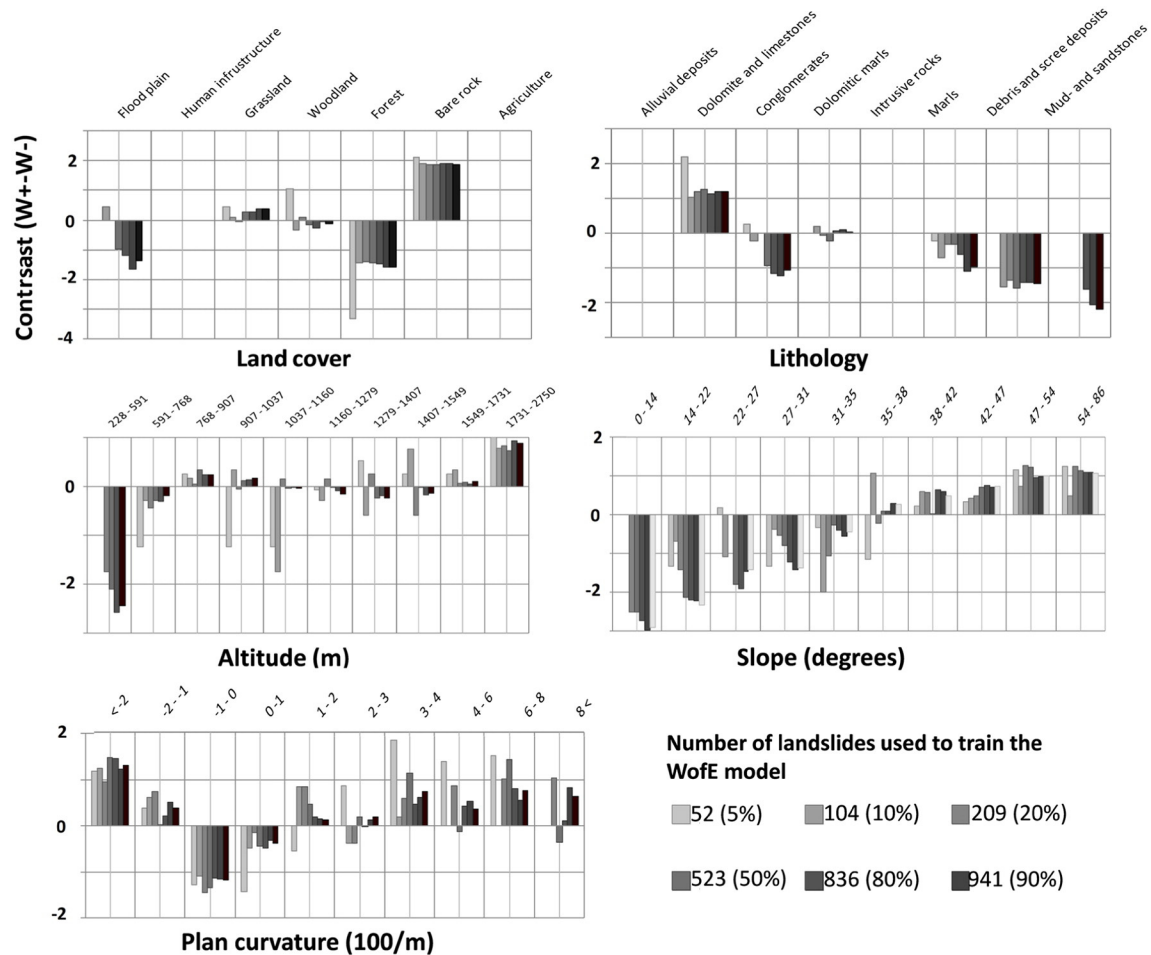 Flood plain
Human infrustructure
Grassland
Woodland
Forest
Bare rock
Agriculture
Contrsast (W+-W-)
2
0
-2
-4
Land cover
Alluvial deposits
Dolomite and limestones
Conglomerates
Dolomitic marls
Intrusive rocks
Marls
Debris and scree deposits
Mud- and sandstones
2
0
-2
Lithology
228 - 591
591 - 768
768 - 907
907 - 1037
1037 - 1160
1160 - 1279
1279 - 1407
1407 - 1549
1549 - 1731
1731 - 2750
0
-2
Altitude (m)
0 - 14
14 - 22
22 - 27
27 - 31
31 - 35
35 - 38
38 - 42
42 - 47
47 - 54
54 - 86
2
0
-2
Slope (degrees)
< -2
-2 - -1
-1 - 0
0 -1
1 - 2
2 - 3
3 - 4
4 - 6
6 - 8
8 <
2
0
-2
Plan curvature (100/m)
Number of landslides used to train the
WofE model
52 (5%) 104 (10%) 209 (20%)
523 (50%) 836 (80%) 941 (90%)